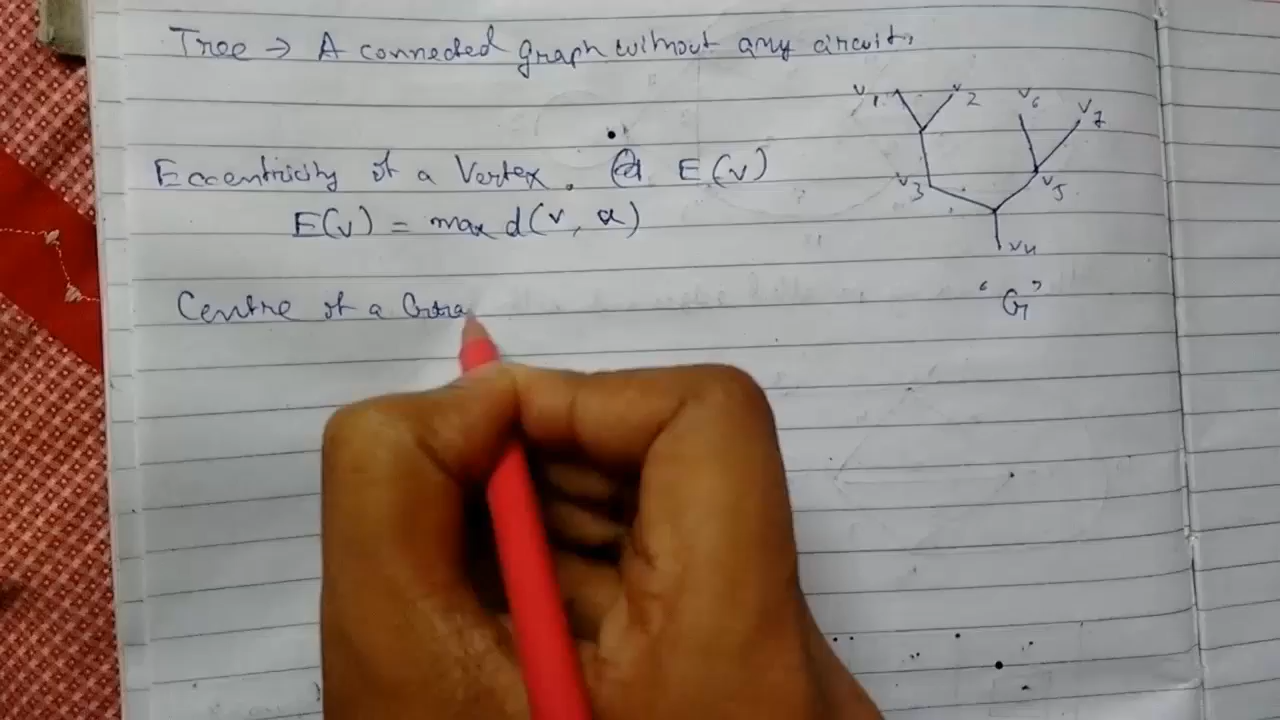 Tree → A connected graph without any circuit.
v1 v2 v6 v7
Eccentricity of a Vertex. E(v)
v3 v5
E(v) = max d(v, x)
v4
Centre of a Gra
"G"